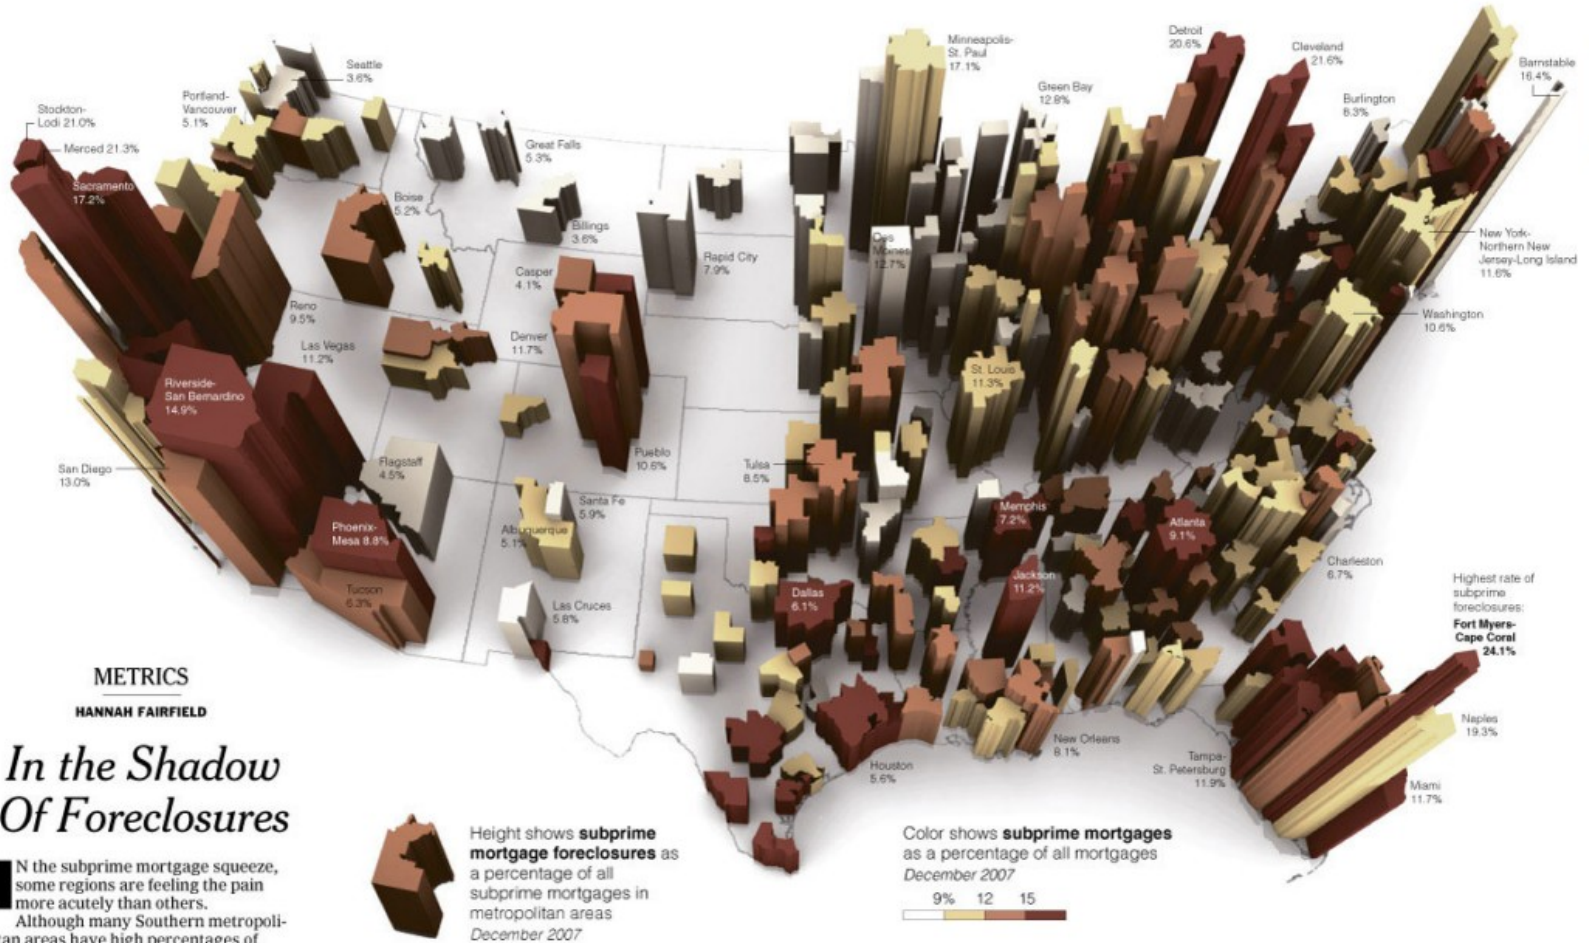 Seattle
3.6%
Portland-
Vancouver
5.1%
Stockton-
Lodi 21.0%
Merced 21.3%
Sacramento
17.2%
Great Falls
5.3%
Boise
5.2%
Billings
3.6%
Casper
4.1%
Rapid City
7.9%
Reno
9.5%
Las Vegas
11.2%
Denver
11.7%
Riverside-
San Bernardino
14.9%
San Diego
13.0%
Flagstaff
4.5%
Pueblo
10.6%
Phoenix-
Mesa 8.8%
Santa Fe
5.9%
Albuquerque
5.1%
Tucson
6.3%
Las Cruces
5.8%
Minneapolis-
St. Paul
17.1%
Green Bay
12.8%
Detroit
20.6%
Cleveland
21.6%
Burlington
8.3%
Barnstable
16.4%
Des
Moines
12.7%
New York-
Northern New
Jersey-Long Island
11.6%
Washington
10.6%
St. Louis
11.3%
Tulsa
8.5%
Memphis
7.2%
Atlanta
9.1%
Jackson
11.2%
Dallas
6.1%
Charleston
6.7%
Highest rate of
subprime
foreclosures:
Fort Myers-
Cape Coral
24.1%
Naples
19.3%
Miami
11.7%
Tampa-
St. Petersburg
11.9%
New Orleans
8.1%
Houston
5.6%
METRICS
HANNAH FAIRFIELD
In the Shadow
Of Foreclosures
IN the subprime mortgage squeeze,
some regions are feeling the pain
more acutely than others.
Although many Southern metropoli-
tan areas have high percentages of
Height shows subprime
mortgage foreclosures as
a percentage of all
subprime mortgages in
metropolitan areas
December 2007
Color shows subprime mortgages
as a percentage of all mortgages
December 2007
9% 12 15